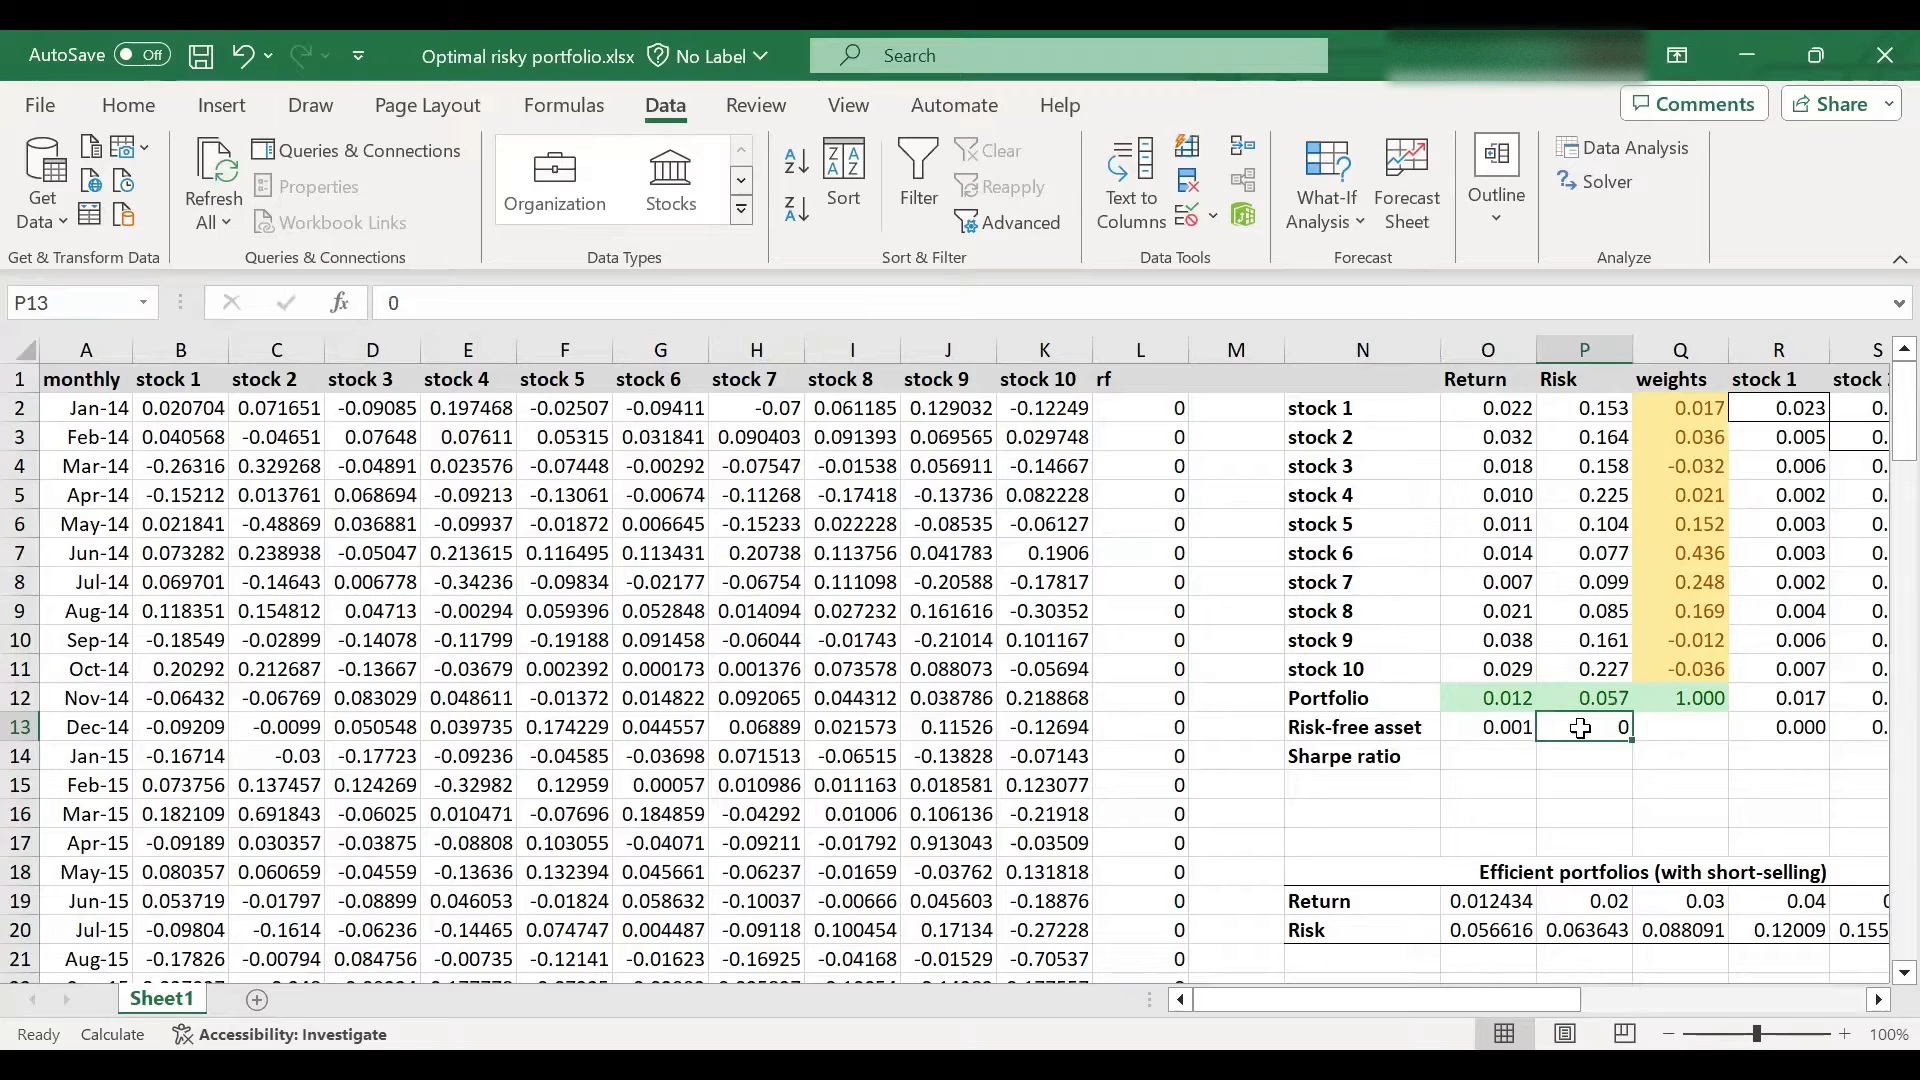 AutoSave Off Optimal risky portfolio.xlsx No Label Search
File Home Insert Draw Page Layout Formulas Data Review View Automate Help Comments Share
Get Data Refresh All Queries & Connections Properties Workbook Links Organization Stocks Sort Filter Clear Reapply Advanced Text to Columns What-If Analysis Forecast Sheet Outline Data Analysis Solver
Get & Transform Data Queries & Connections Data Types Sort & Filter Data Tools Forecast Analyze
P13 fx 0
A B C D E F G H I J K L M N O P Q R S
1 monthly stock 1 stock 2 stock 3 stock 4 stock 5 stock 6 stock 7 stock 8 stock 9 stock 10 rf Return Risk weights stock 1 stock
2 Jan-14 0.020704 0.071651 -0.09085 0.197468 -0.02507 -0.09411 -0.07 0.061185 0.129032 -0.12249 0 stock 1 0.022 0.153 0.017 0.023 0.
3 Feb-14 0.040568 -0.04651 0.07648 0.07611 0.05315 0.031841 0.090403 0.091393 0.069565 0.029748 0 stock 2 0.032 0.164 0.036 0.005 0.
4 Mar-14 -0.26316 0.329268 -0.04891 0.023576 -0.07448 -0.00292 -0.07547 -0.01538 0.056911 -0.14667 0 stock 3 0.018 0.158 -0.032 0.006 0.
5 Apr-14 -0.15212 0.013761 0.068694 -0.09213 -0.13061 -0.00674 -0.11268 -0.17418 -0.13736 0.082228 0 stock 4 0.010 0.225 0.021 0.002 0.
6 May-14 0.021841 -0.48869 0.036881 -0.09937 -0.01872 0.006645 -0.15233 0.022228 -0.08535 -0.06127 0 stock 5 0.011 0.104 0.152 0.003 0.
7 Jun-14 0.073282 0.238938 -0.05047 0.213615 0.116495 0.113431 0.20738 0.113756 0.041783 0.1906 0 stock 6 0.014 0.077 0.436 0.003 0.
8 Jul-14 0.069701 -0.14643 0.006778 -0.34236 -0.09834 -0.02177 -0.06754 0.111098 -0.20588 -0.17817 0 stock 7 0.007 0.099 0.248 0.002 0.
9 Aug-14 0.118351 0.154812 0.04713 -0.00294 0.059396 0.052848 0.014094 0.027232 0.161616 -0.30352 0 stock 8 0.021 0.085 0.169 0.004 0.
10 Sep-14 -0.18549 -0.02899 -0.14078 -0.11799 -0.19188 0.091458 -0.06044 -0.01743 -0.21014 0.101167 0 stock 9 0.038 0.161 -0.012 0.006 0.
11 Oct-14 0.20292 0.212687 -0.13667 -0.03679 0.002392 0.000173 0.001376 0.073578 0.088073 -0.05694 0 stock 10 0.029 0.227 -0.036 0.007 0.
12 Nov-14 -0.06432 -0.06769 0.083029 0.048611 -0.01372 0.014822 0.092065 0.044312 0.038786 0.218868 0 Portfolio 0.012 0.057 1.000 0.017 0.
13 Dec-14 -0.09209 -0.0099 0.050548 0.039735 0.174229 0.044557 0.06889 0.021573 0.11526 -0.12694 0 Risk-free asset 0.001 0 0.000 0.
14 Jan-15 -0.16714 -0.03 -0.17723 -0.09236 -0.04585 -0.03698 0.071513 -0.06515 -0.13828 -0.07143 0 Sharpe ratio
15 Feb-15 0.073756 0.137457 0.124269 -0.32982 0.12959 0.00057 0.010986 0.011163 0.018581 0.123077 0
16 Mar-15 0.182109 0.691843 -0.06025 0.010471 -0.07696 0.184859 -0.04292 0.01006 0.106136 -0.21918 0
17 Apr-15 -0.09189 0.030357 -0.03875 -0.08808 0.103055 -0.04071 -0.09211 -0.01792 0.913043 -0.03509 0
18 May-15 0.080357 0.060659 -0.04559 -0.13636 0.132394 0.045661 -0.06237 -0.01659 -0.03762 0.131818 0 Efficient portfolios (with short-selling)
19 Jun-15 0.053719 -0.01797 -0.08899 0.046053 -0.01824 0.058632 -0.10037 -0.00666 0.045603 -0.18876 0 Return 0.012434 0.02 0.03 0.04
20 Jul-15 -0.09804 -0.1614 -0.06236 -0.14465 0.074747 0.004487 -0.09118 0.100454 0.17134 -0.27228 0 Risk 0.056616 0.063643 0.088091 0.12009 0.155
21 Aug-15 -0.17826 -0.00794 0.084756 -0.00735 -0.12141 -0.01623 -0.16925 -0.04168 -0.01529 -0.70537 0
Sheet1
Ready Calculate Accessibility: Investigate 100%